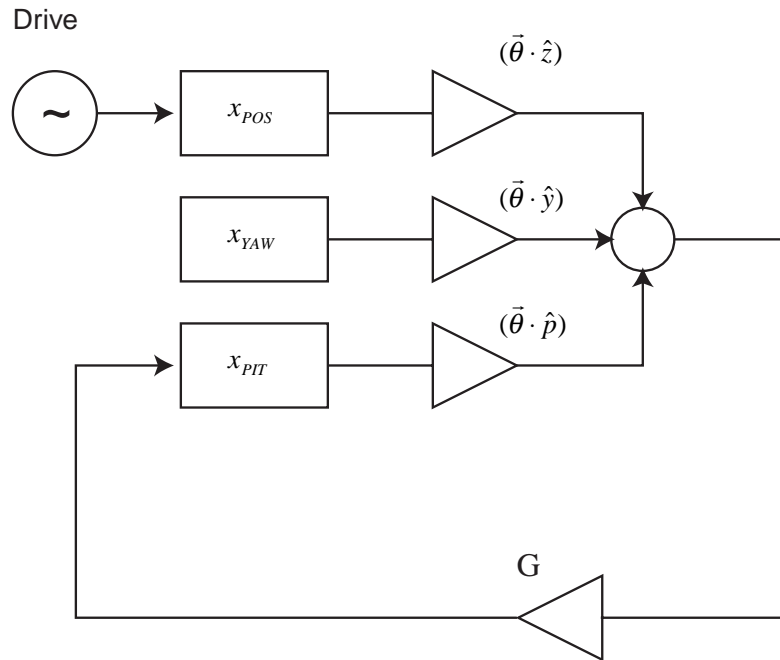 Drive
(θ⃗ · ẑ)
~
x_POS
(θ⃗ · ŷ)
x_YAW
(θ⃗ · p̂)
x_PIT
G